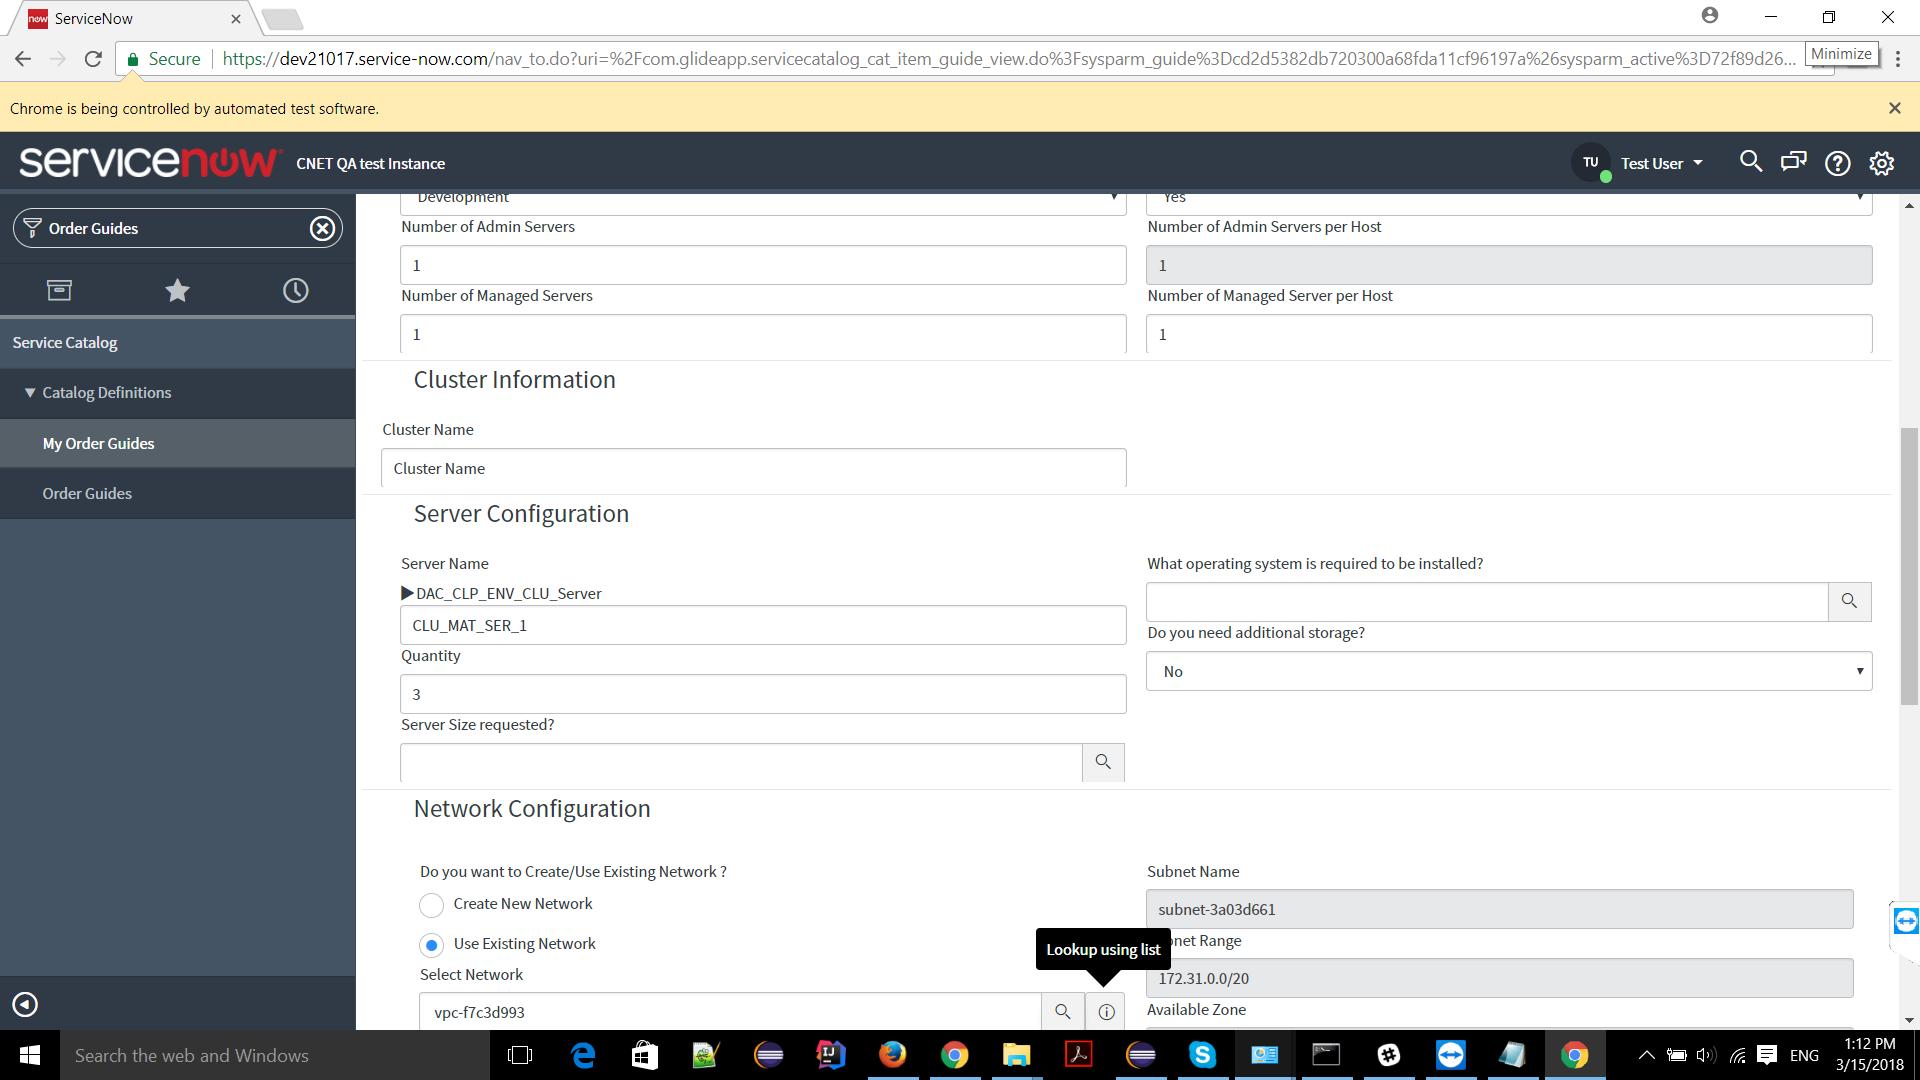 now ServiceNow
Secure https://dev21017.service-now.com/nav_to.do?uri=%2Fcom.glideapp.servicecatalog_cat_item_guide_view.do%3Fsysparm_guide%3Dcd2d5382db720300a68fda11cf96197a%26sysparm_active%3D72f89d26...
Minimize
Chrome is being controlled by automated test software.
servicenow CNET QA test Instance
TU Test User
Order Guides
Service Catalog
Catalog Definitions
My Order Guides
Order Guides
Development
Yes
Number of Admin Servers
1
Number of Admin Servers per Host
1
Number of Managed Servers
1
Number of Managed Server per Host
1
Cluster Information
Cluster Name
Cluster Name
Server Configuration
Server Name
DAC_CLP_ENV_CLU_Server
CLU_MAT_SER_1
Quantity
3
Server Size requested?
What operating system is required to be installed?
Do you need additional storage?
No
Network Configuration
Do you want to Create/Use Existing Network ?
Create New Network
Use Existing Network
Select Network
vpc-f7c3d993
Lookup using list
Subnet Name
subnet-3a03d661
net Range
172.31.0.0/20
Available Zone
Search the web and Windows
ENG
1:12 PM
3/15/2018